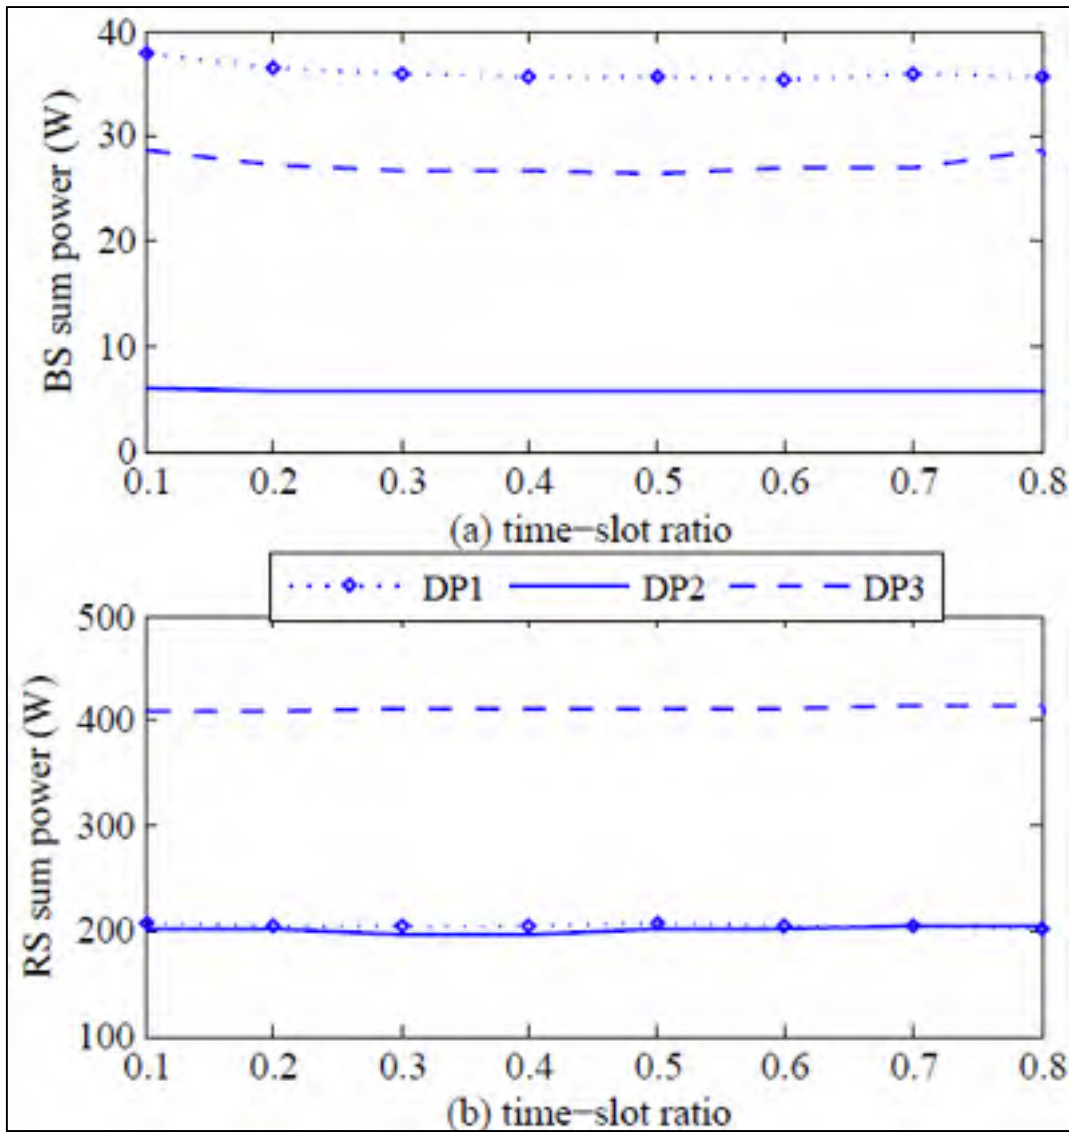 40
30
20
10
0
BS sum power (W)
0.1 0.2 0.3 0.4 0.5 0.6 0.7 0.8
(a) time−slot ratio
DP1 DP2 DP3
500
400
300
200
100
RS sum power (W)
0.1 0.2 0.3 0.4 0.5 0.6 0.7 0.8
(b) time−slot ratio